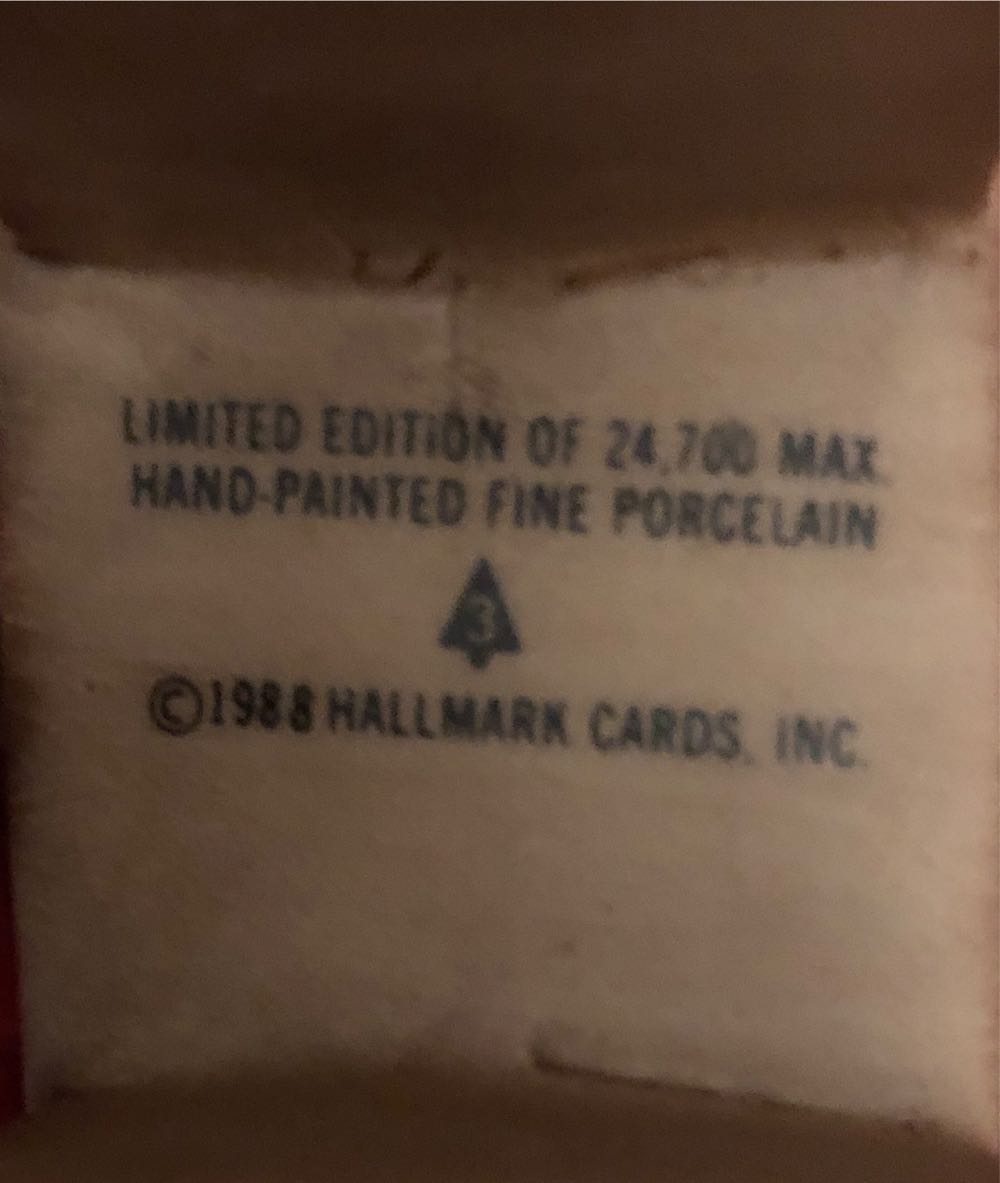 LIMITED EDITION OF 24,700 MAX.
HAND-PAINTED FINE PORCELAIN
3
©1988 HALLMARK CARDS, INC.